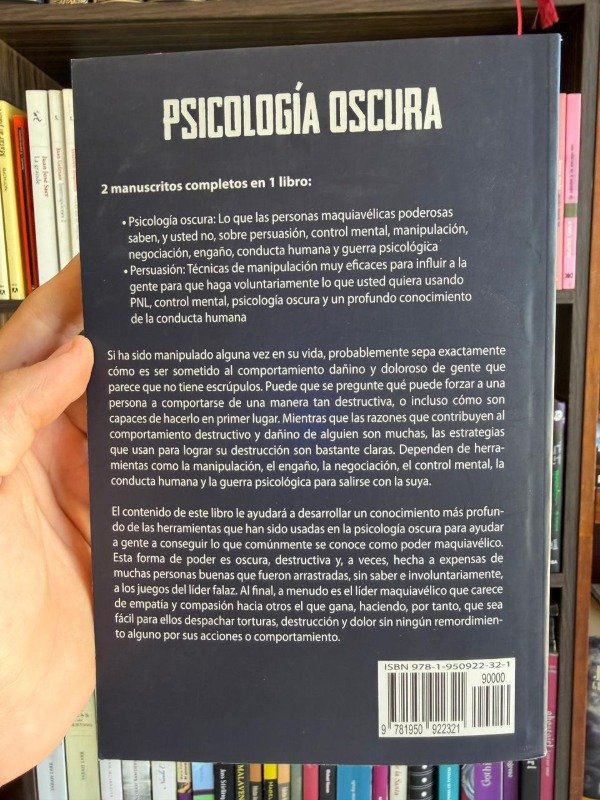 PSICOLOGÍA OSCURA
2 manuscritos completos en 1 libro:
• Psicología oscura: Lo que las personas maquiavélicas poderosas
saben, y usted no, sobre persuasión, control mental, manipulación,
negociación, engaño, conducta humana y guerra psicológica
• Persuasión: Técnicas de manipulación muy eficaces para influir a la
gente para que haga voluntariamente lo que usted quiera usando
PNL, control mental, psicología oscura y un profundo conocimiento
de la conducta humana
Si ha sido manipulado alguna vez en su vida, probablemente sepa exactamente
cómo es ser sometido al comportamiento dañino y doloroso de gente que
parece que no tiene escrúpulos. Puede que se pregunte qué puede forzar a una
persona a comportarse de una manera tan destructiva, o incluso cómo son
capaces de hacerlo en primer lugar. Mientras que las razones que contribuyen al
comportamiento destructivo y dañino de alguien son muchas, las estrategias
que usan para lograr su destrucción son bastante claras. Dependen de herra-
mientas como la manipulación, el engaño, la negociación, el control mental, la
conducta humana y la guerra psicológica para salirse con la suya.
El contenido de este libro le ayudará a desarrollar un conocimiento más profun-
do de las herramientas que han sido usadas en la psicología oscura para ayudar
a gente a conseguir lo que comúnmente se conoce como poder maquiavélico.
Esta forma de poder es oscura, destructiva y, a veces, hecha a expensas de
muchas personas buenas que fueron arrastradas, sin saber e involuntariamente,
a los juegos del líder falaz. Al final, a menudo es el líder maquiavélico que carece
de empatía y compasión hacia otros el que gana, haciendo, por tanto, que sea
fácil para ellos despachar torturas, destrucción y dolor sin ningún remordimien-
to alguno por sus acciones o comportamiento.
ISBN 978-1-950922-32-1
90000
9 781950 922321
Juan José Saer
La grande